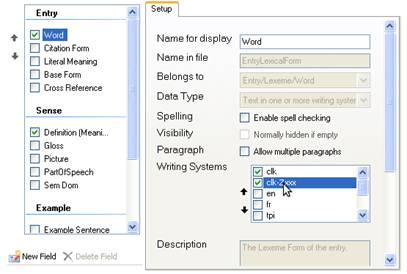 Entry
Word
Citation Form
Literal Meaning
Base Form
Cross Reference
Sense
Definition (Meani...
Gloss
Picture
PartOfSpeech
Sem Dom
Example
Example Sentence
New Field Delete Field
Setup
Name for display Word
Name in file EntryLexicalForm
Belongs to Entry/Lexeme/Word
Data Type Text in one or more writing system
Spelling Enable spell checking
Visibility Normally hidden if empty
Paragraph Allow multiple paragraphs
Writing Systems clk
clk-Zxxx
en
fr
tpi
Description The Lexeme Form of the entry.